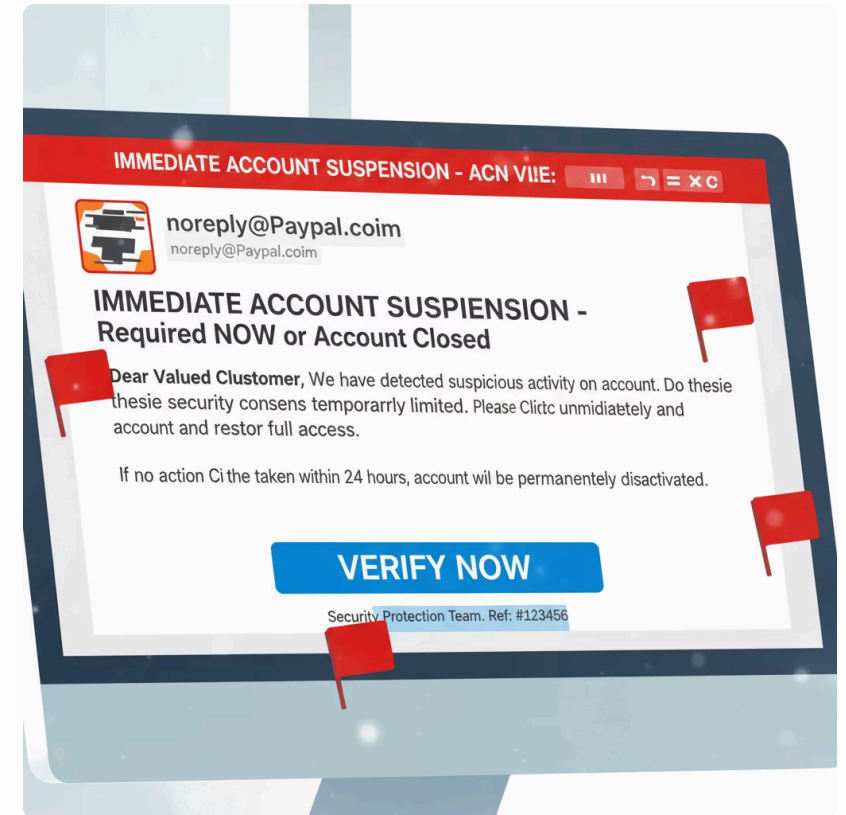 IMMEDIATE ACCOUNT SUSPENSION - ACN VI!E:
noreply@Paypal.coim
noreply@Paypal.coim
IMMEDIATE ACCOUNT SUSPIENSION -
Required NOW or Account Closed
Dear Valued Clustomer, We have detected suspicious activity on account. Do thesie
thesie security consens temporarrly limited. Please Clictc unmidiatetely and
account and restor full access.
If no action Ci the taken within 24 hours, account wil be permanentely disactivated.
VERIFY NOW
Security Protection Team. Ref: #123456